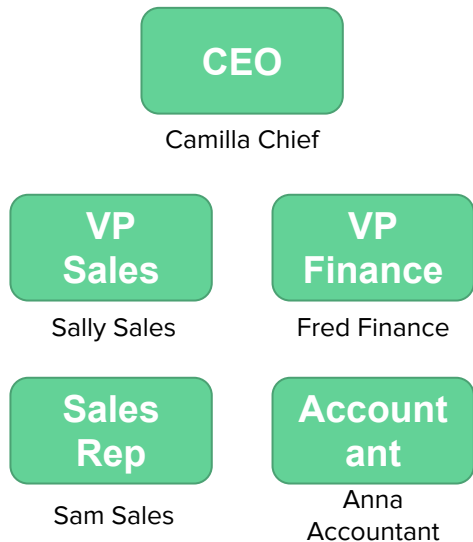 CEO
Camilla Chief
VP
Sales
Sally Sales
VP
Finance
Fred Finance
Sales
Rep
Sam Sales
Account
ant
Anna
Accountant